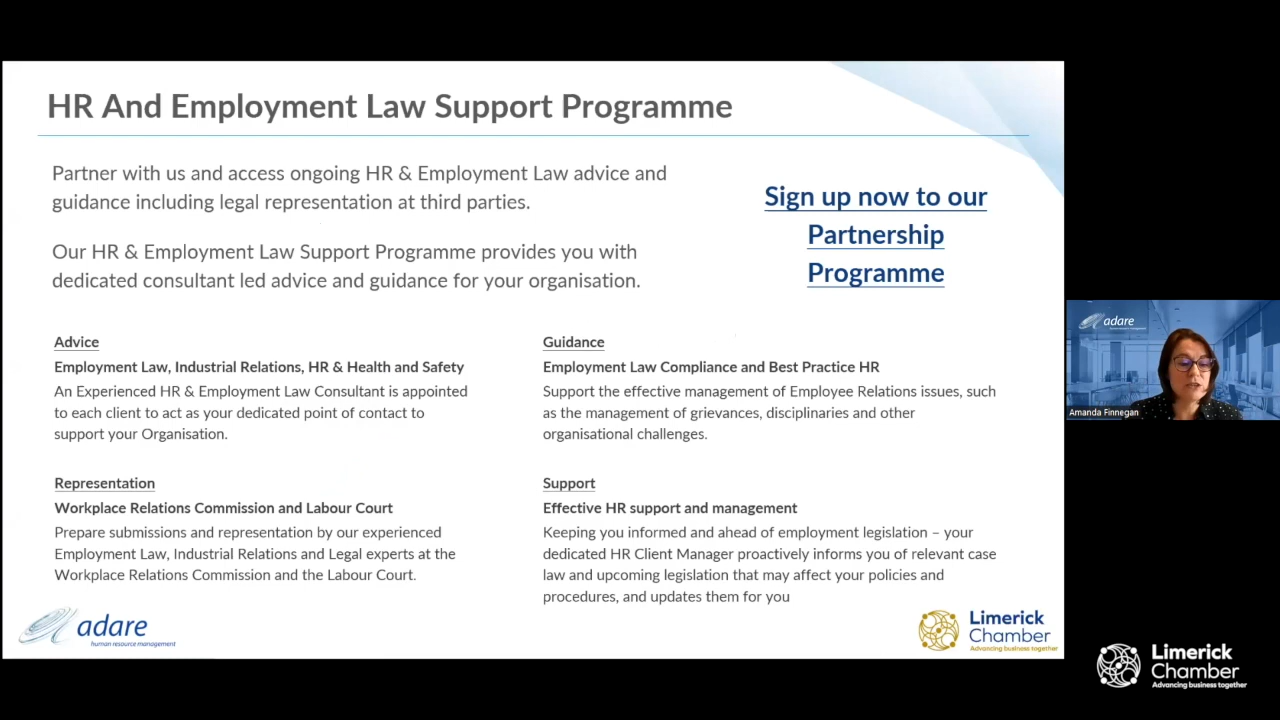 HR And Employment Law Support Programme
Partner with us and access ongoing HR & Employment Law advice and
guidance including legal representation at third parties.
Our HR & Employment Law Support Programme provides you with
dedicated consultant led advice and guidance for your organisation.
Sign up now to our
Partnership
Programme
Advice
Employment Law, Industrial Relations, HR & Health and Safety
An Experienced HR & Employment Law Consultant is appointed
to each client to act as your dedicated point of contact to
support your Organisation.
Guidance
Employment Law Compliance and Best Practice HR
Support the effective management of Employee Relations issues, such
as the management of grievances, disciplinaries and other
organisational challenges.
Representation
Workplace Relations Commission and Labour Court
Prepare submissions and representation by our experienced
Employment Law, Industrial Relations and Legal experts at the
Workplace Relations Commission and the Labour Court.
Support
Effective HR support and management
Keeping you informed and ahead of employment legislation – your
dedicated HR Client Manager proactively informs you of relevant case
law and upcoming legislation that may affect your policies and
procedures, and updates them for you
adare
human resource management
Limerick
Chamber
Advancing business together
adare
Amanda Finnegan
Limerick
Chamber
Advancing business together